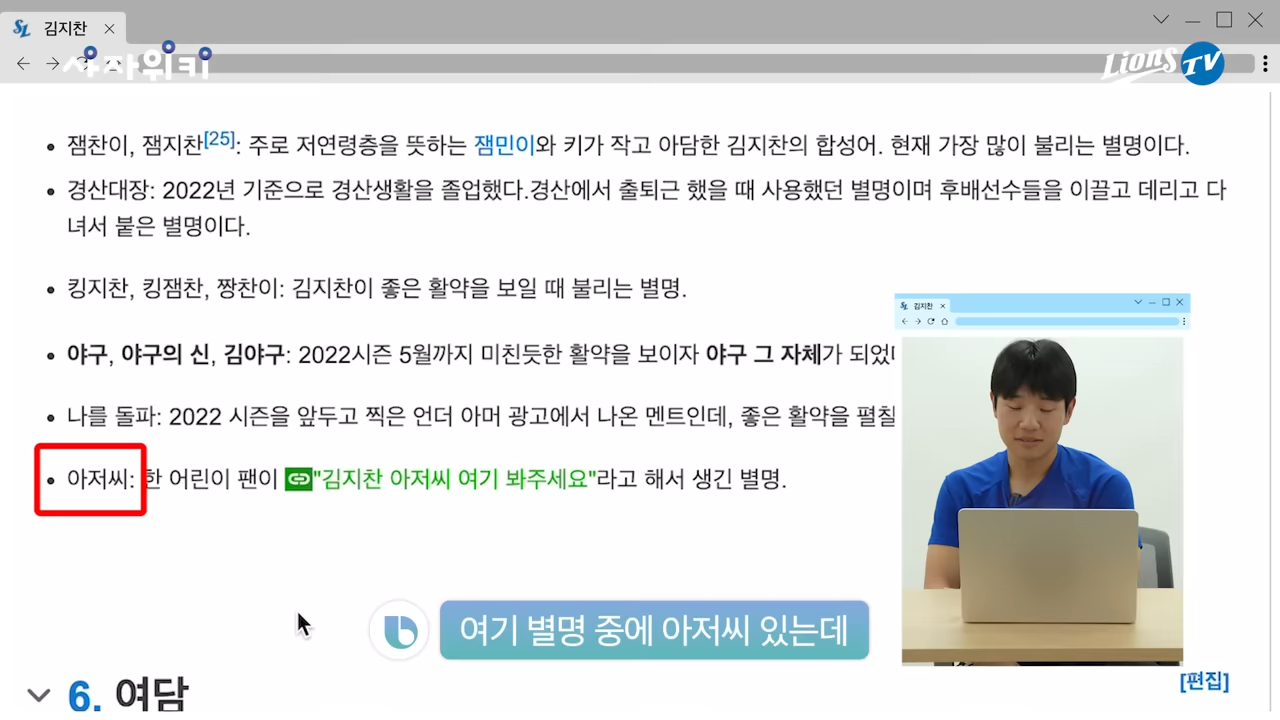 김지찬
사자위키
Lions TV
잼찬이, 잼지찬[25]: 주로 저연령층을 뜻하는 잼민이와 키가 작고 아담한 김지찬의 합성어. 현재 가장 많이 불리는 별명이다.
경산대장: 2022년 기준으로 경산생활을 졸업했다.경산에서 출퇴근 했을 때 사용했던 별명이며 후배선수들을 이끌고 데리고 다
녀서 붙은 별명이다.
킹지찬, 킹잼찬, 짱찬이: 김지찬이 좋은 활약을 보일 때 불리는 별명.
김지찬
야구, 야구의 신, 김야구: 2022시즌 5월까지 미친듯한 활약을 보이자 야구 그 자체가 되었
나를 돌파: 2022 시즌을 앞두고 찍은 언더 아머 광고에서 나온 멘트인데, 좋은 활약을 펼칠
아저씨: 한 어린이 팬이 "김지찬 아저씨 여기 봐주세요"라고 해서 생긴 별명.
여기 별명 중에 아저씨 있는데
6. 여담
[편집]